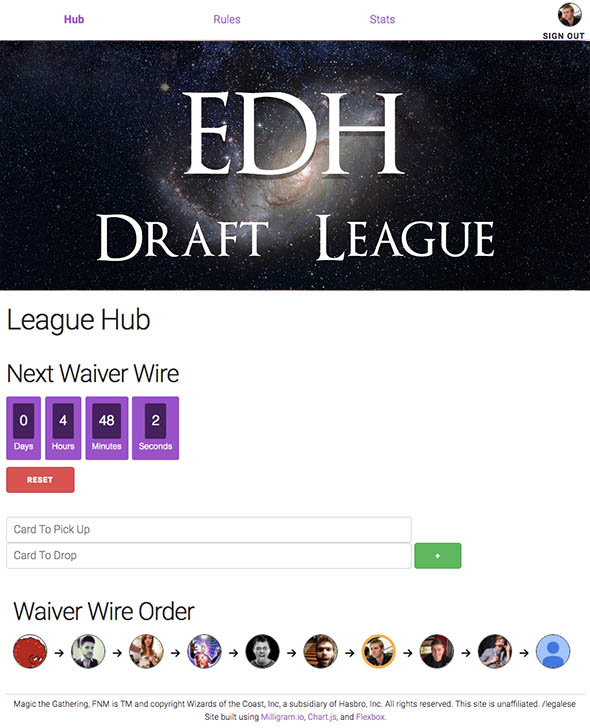 Hub Rules Stats
SIGN OUT
EDH
DRAFT LEAGUE
League Hub
Next Waiver Wire
0 4 48 2
Days Hours Minutes Seconds
RESET
Card To Pick Up
Card To Drop +
Waiver Wire Order
Magic the Gathering, FNM is TM and copyright Wizards of the Coast, Inc, a subsidiary of Hasbro, Inc. All rights reserved. This site is unaffiliated. /legalese
Site built using Milligram.io, Chart.js, and Flexbox.